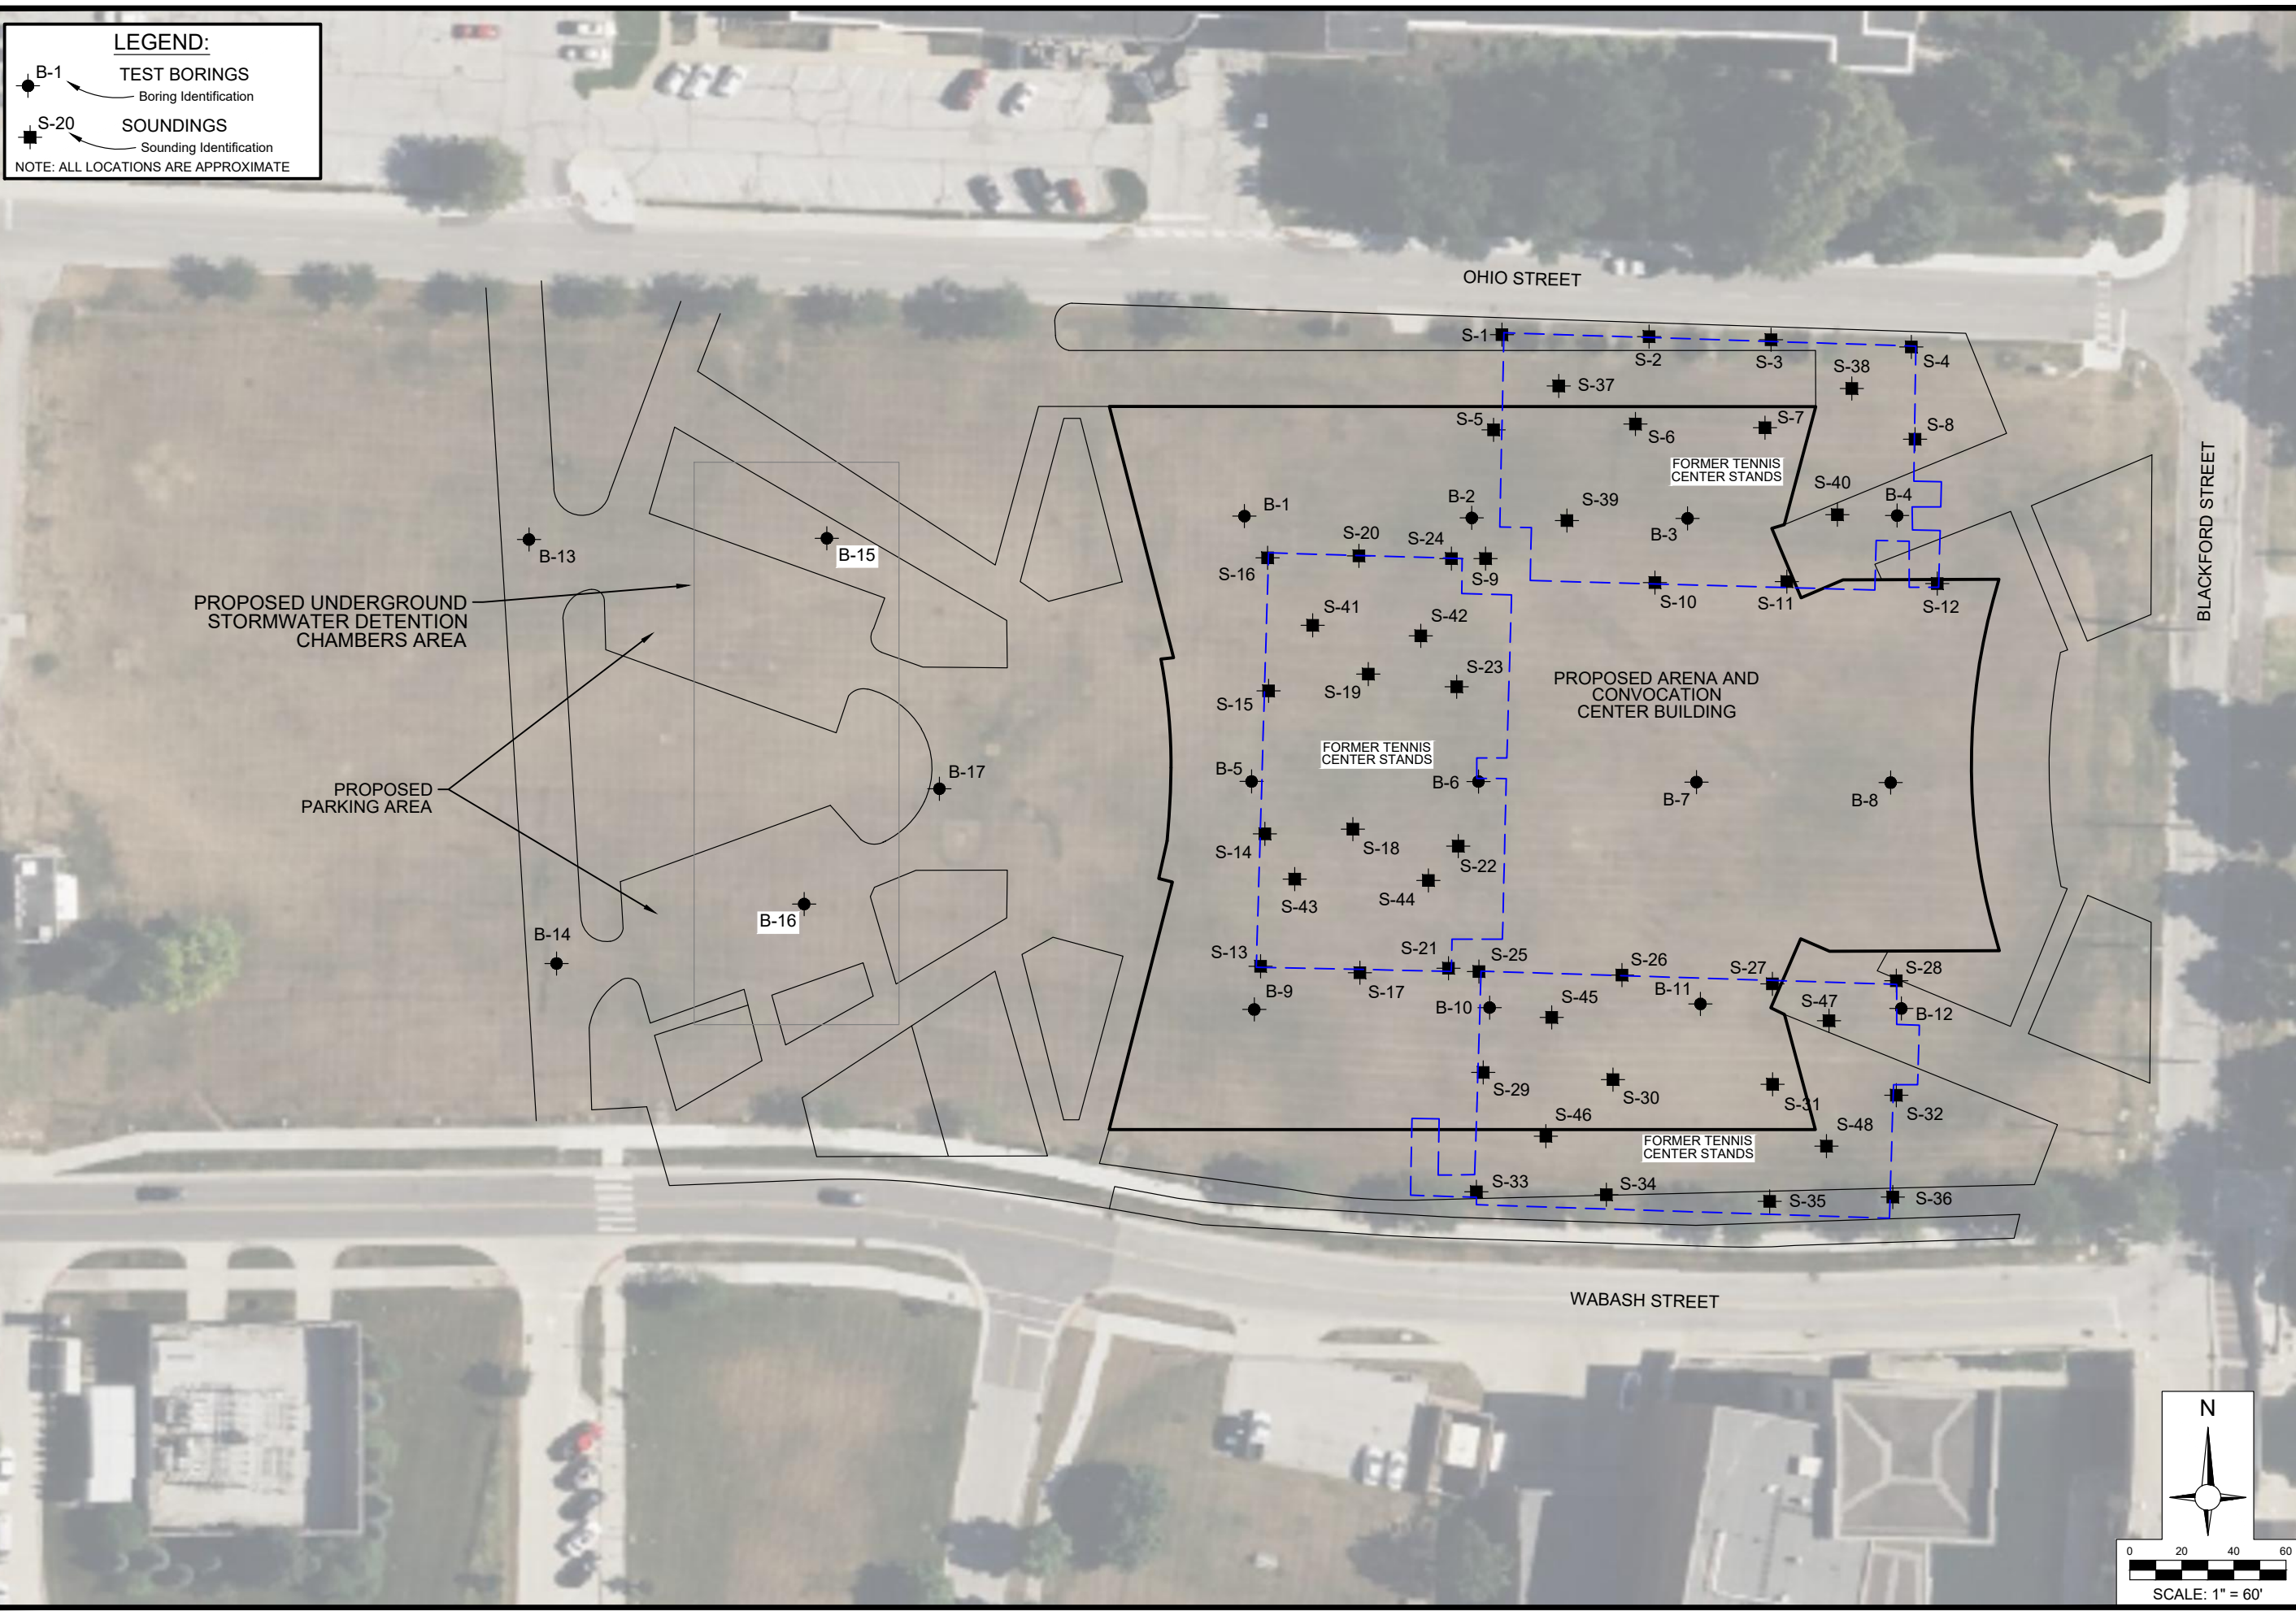 LEGEND:
B-1
TEST BORINGS
Boring Identification
S-20
SOUNDINGS
Sounding Identification
NOTE: ALL LOCATIONS ARE APPROXIMATE
OHIO STREET
S-1
S-2
S-3
S-4
S-38
S-37
S-5
S-6
S-7
S-8
FORMER TENNIS
CENTER STANDS
S-40
B-4
B-1
B-2
S-39
B-3
BLACKFORD STREET
B-13
B-15
S-20
S-24
S-16
S-9
S-10
S-11
S-12
PROPOSED UNDERGROUND
STORMWATER DETENTION
CHAMBERS AREA
S-41
S-42
S-23
S-19
S-15
PROPOSED ARENA AND
CONVOCATION
CENTER BUILDING
FORMER TENNIS
CENTER STANDS
B-17
B-5
B-6
B-7
B-8
PROPOSED
PARKING AREA
S-14
S-18
S-22
S-43
S-44
B-16
B-14
S-13
S-21
S-25
S-26
S-27
S-28
B-9
S-17
B-10
S-45
B-11
S-47
B-12
S-29
S-30
S-31
S-32
S-46
S-48
FORMER TENNIS
CENTER STANDS
S-33
S-34
S-35
S-36
WABASH STREET
N
0 20 40 60
SCALE: 1" = 60'